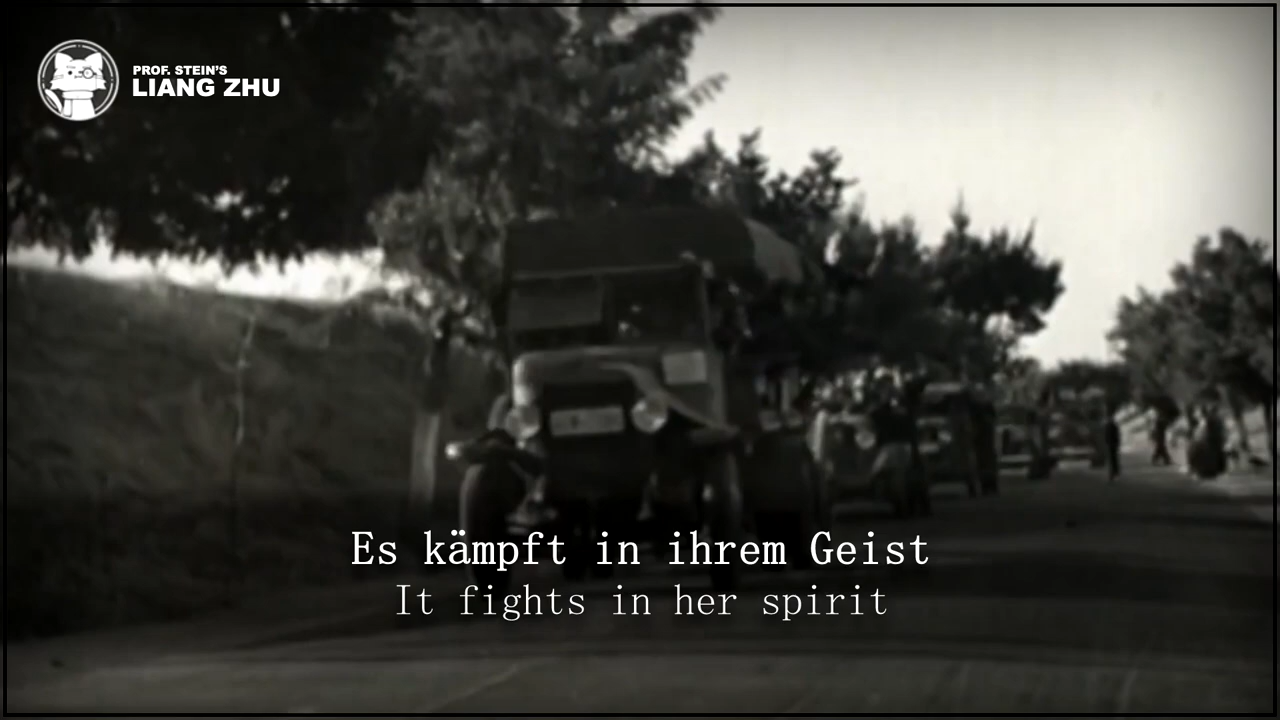 PROF. STEIN'S
LIANG ZHU
Es kämpft in ihrem Geist
It fights in her spirit